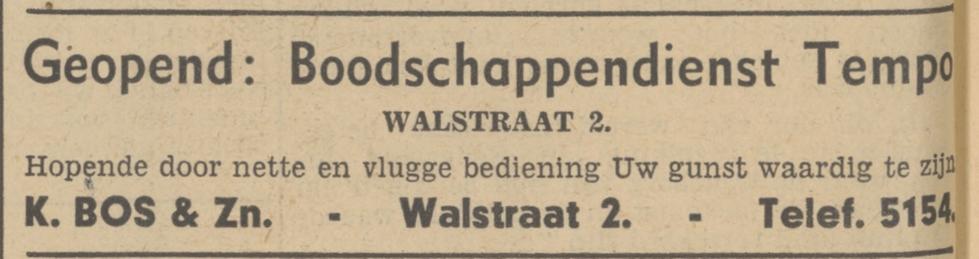 Geopend: Boodschappendienst Tempo
WALSTRAAT 2.
Hopende door nette en vlugge bediening Uw gunst waardig te zijn
K. BOS & Zn. - Walstraat 2. - Telef. 5154.